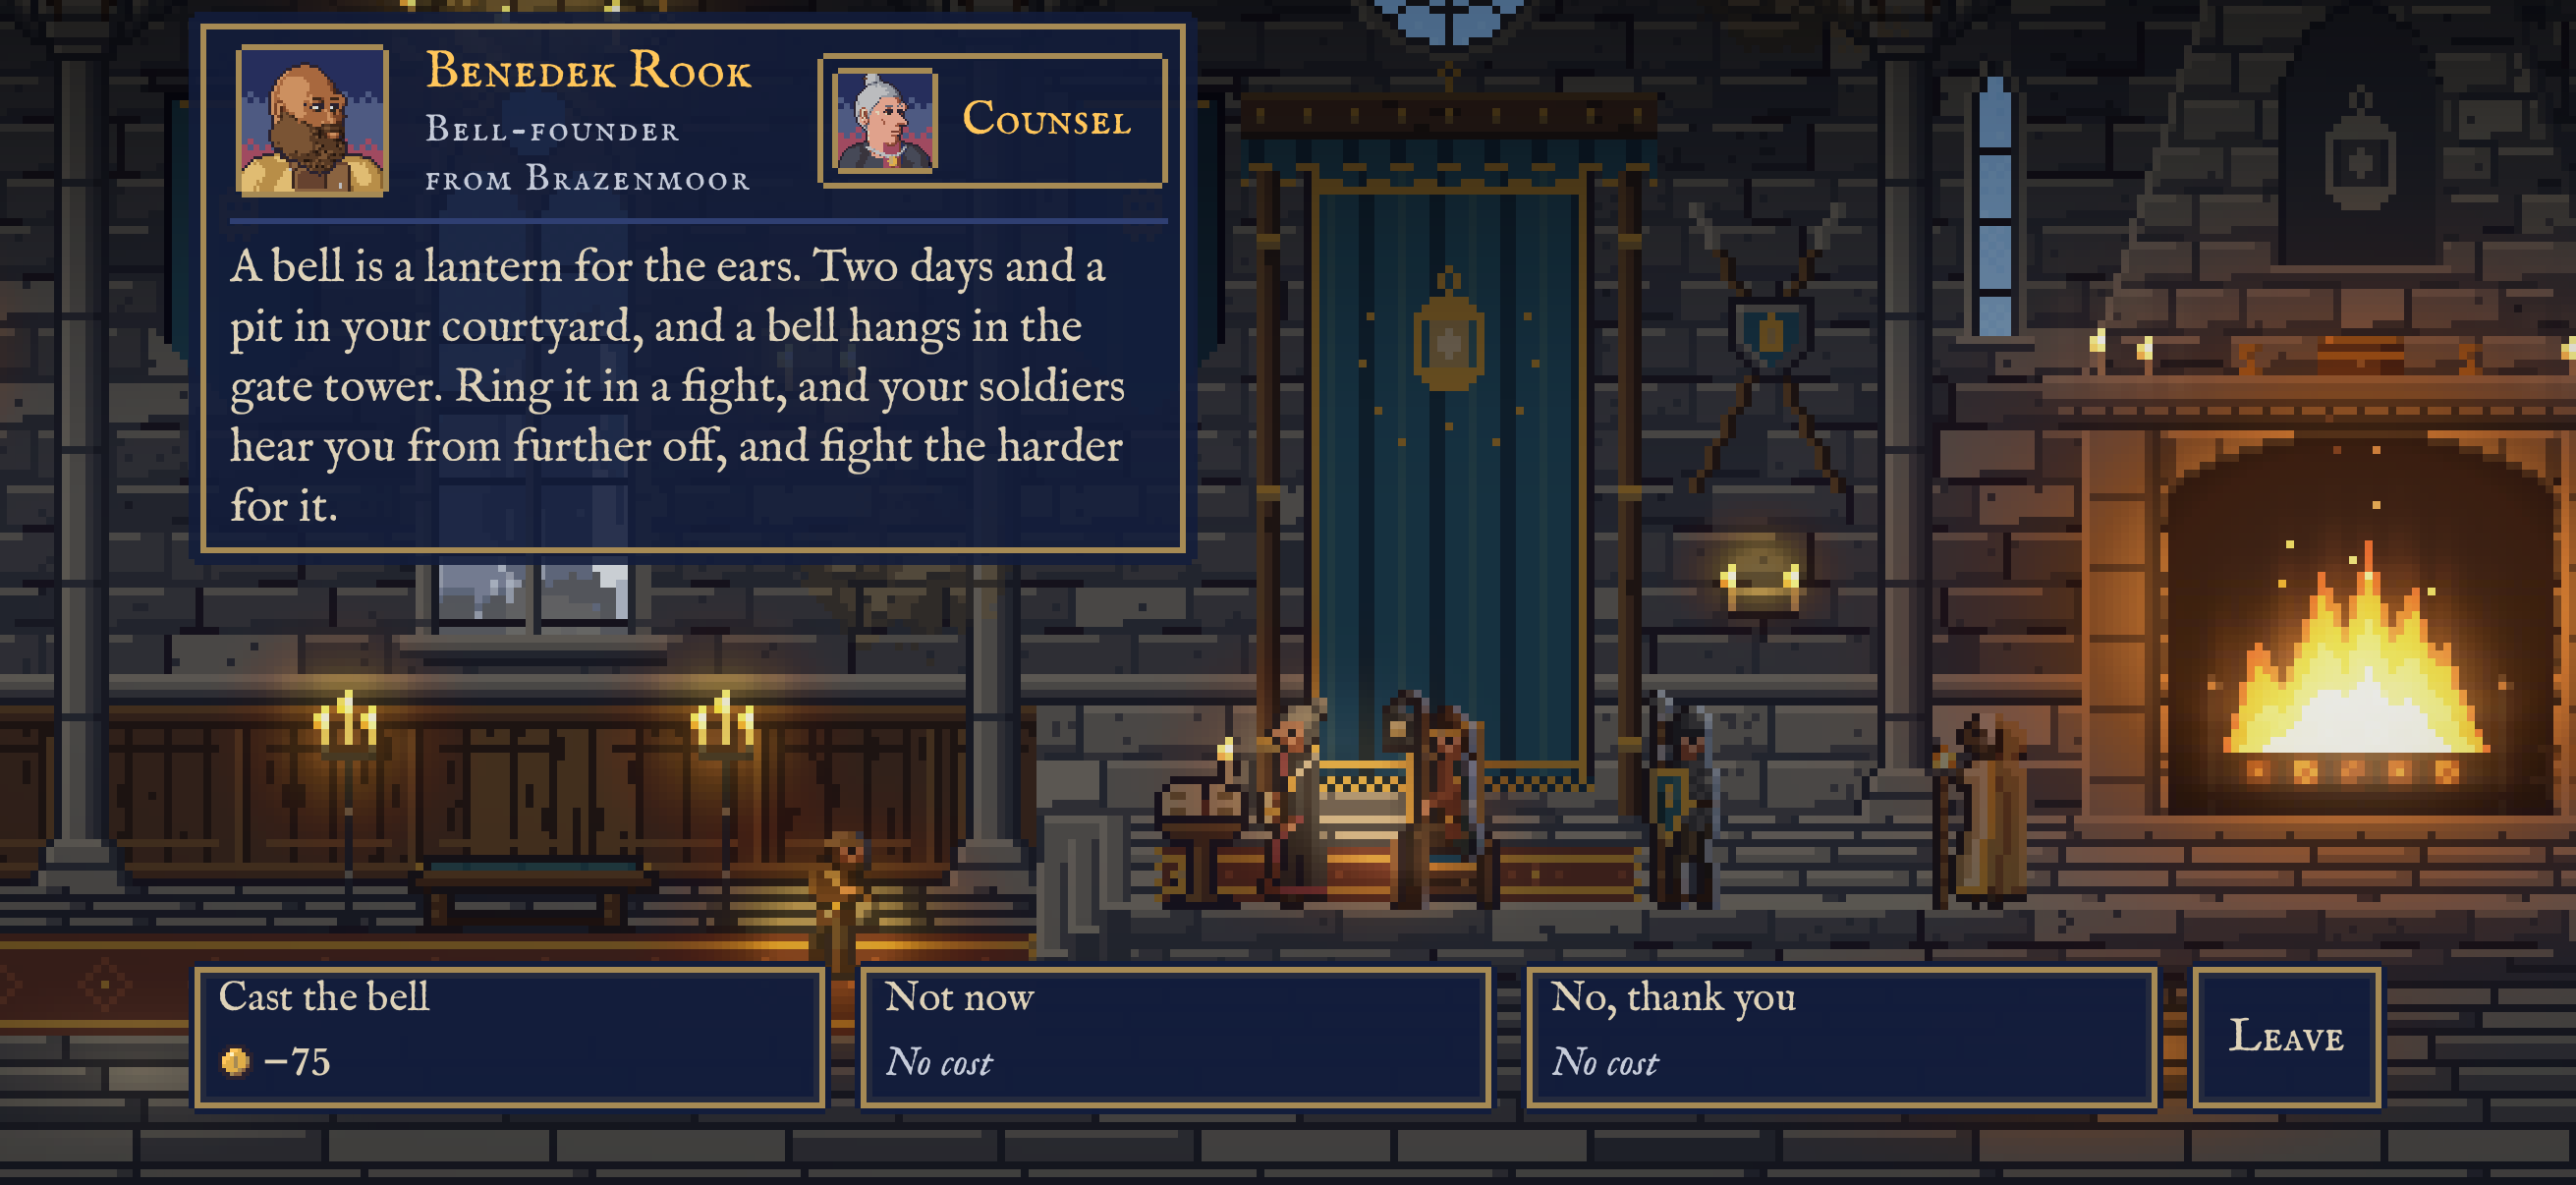 Benedek Rook
Bell-founder
from Brazenmoor
Counsel
A bell is a lantern for the ears. Two days and a
pit in your courtyard, and a bell hangs in the
gate tower. Ring it in a fight, and your soldiers
hear you from further off, and fight the harder
for it.
Cast the bell
−75
Not now
No cost
No, thank you
No cost
Leave